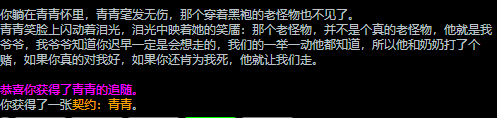 你躺在青青怀里，青青毫发无伤，那个穿着黑袍的老怪物也不见了。
青青笑脸上闪动着泪光，泪光中映着她的笑靥：那个老怪物，并不是个真的老怪物，他就是我
爷爷，我爷爷知道你迟早一定是会想走的，我们的一举一动他都知道，所以他和奶奶打了个
赌，如果你真的对我好，如果你还肯为我死，他就让我们走。
恭喜你获得了青青的追随。
你获得了一张契约：青青。